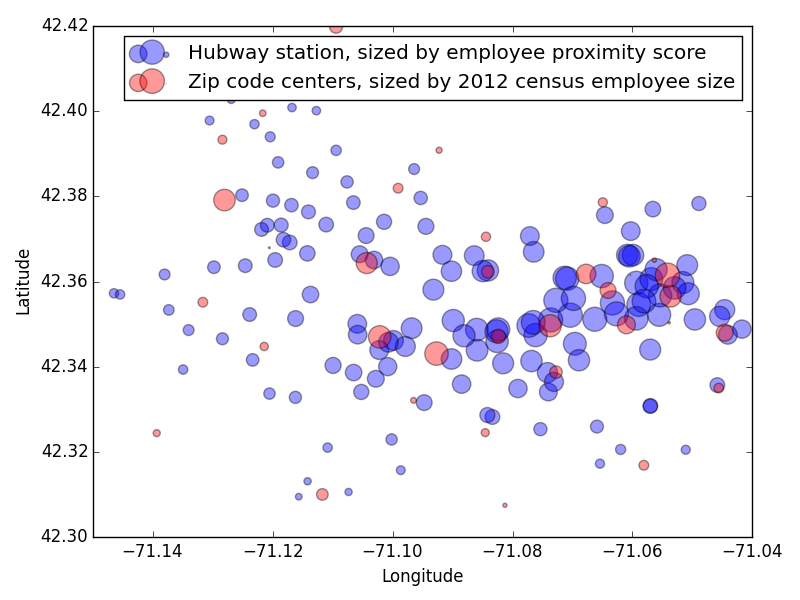 42.42
Hubway station, sized by employee proximity score
Zip code centers, sized by 2012 census employee size
42.40
42.38
42.36
42.34
42.32
42.30
Latitude
−71.14 −71.12 −71.10 −71.08 −71.06 −71.04
Longitude